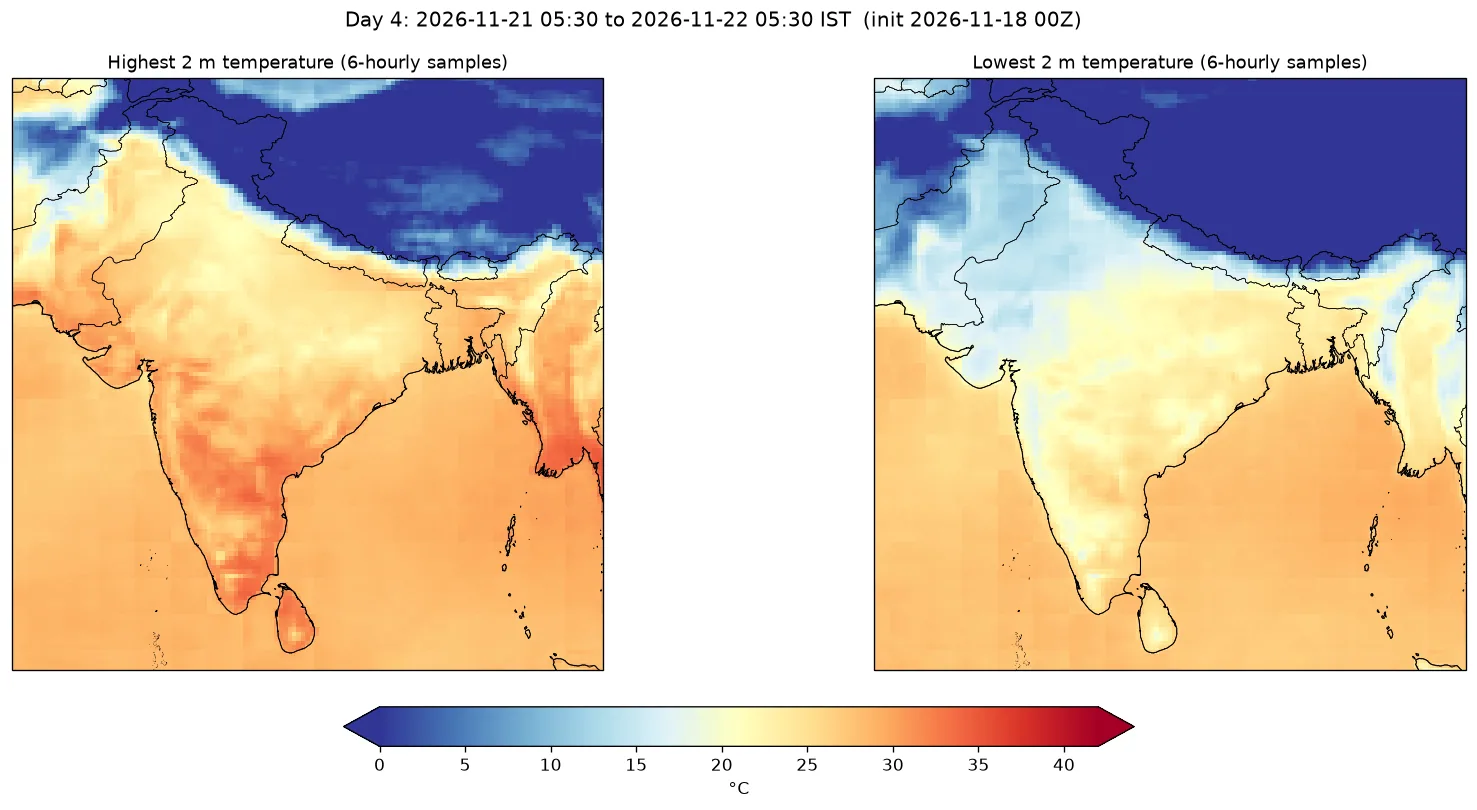 Day 4: 2026-11-21 05:30 to 2026-11-22 05:30 IST (init 2026-11-18 00Z)
Highest 2 m temperature (6-hourly samples)
Lowest 2 m temperature (6-hourly samples)
0 5 10 15 20 25 30 35 40
°C